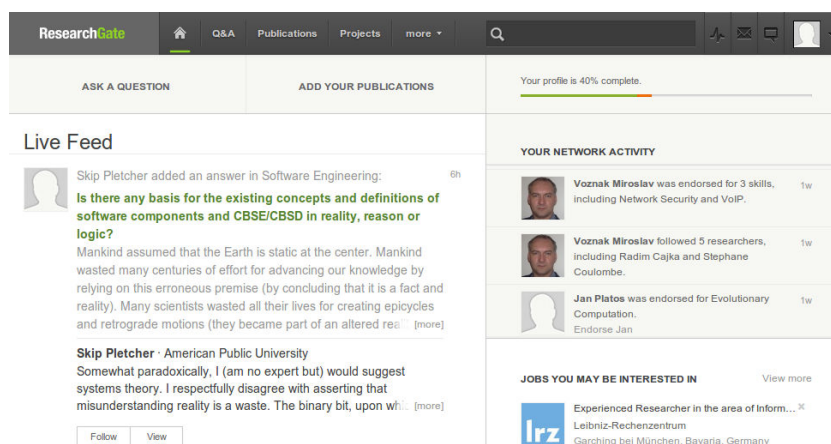 ResearchGate Q&A Publications Projects more
ASK A QUESTION ADD YOUR PUBLICATIONS
Your profile is 40% complete.
Live Feed
Skip Pletcher added an answer in Software Engineering: 6h
Is there any basis for the existing concepts and definitions of
software components and CBSE/CBSD in reality, reason or
logic?
Mankind assumed that the Earth is static at the center. Mankind
wasted many centuries of effort for advancing our knowledge by
relying on this erroneous premise (by concluding that it is a fact and
reality). Many scientists wasted all their lives for creating epicycles
and retrograde motions (they became part of an altered rea [more]
Skip Pletcher · American Public University
Somewhat paradoxically, I (am no expert but) would suggest
systems theory. I respectfully disagree with asserting that
misunderstanding reality is a waste. The binary bit, upon wh [more]
Follow View
YOUR NETWORK ACTIVITY
Voznak Miroslav was endorsed for 3 skills, 1w
including Network Security and VoIP.
Voznak Miroslav followed 5 researchers, 1w
including Radim Cajka and Stephane
Coulombe.
Jan Platos was endorsed for Evolutionary 1w
Computation.
Endorse Jan
JOBS YOU MAY BE INTERESTED IN View more
Experienced Researcher in the area of Inform...
lrz Leibniz-Rechenzentrum
Garching bei München, Bavaria, Germany